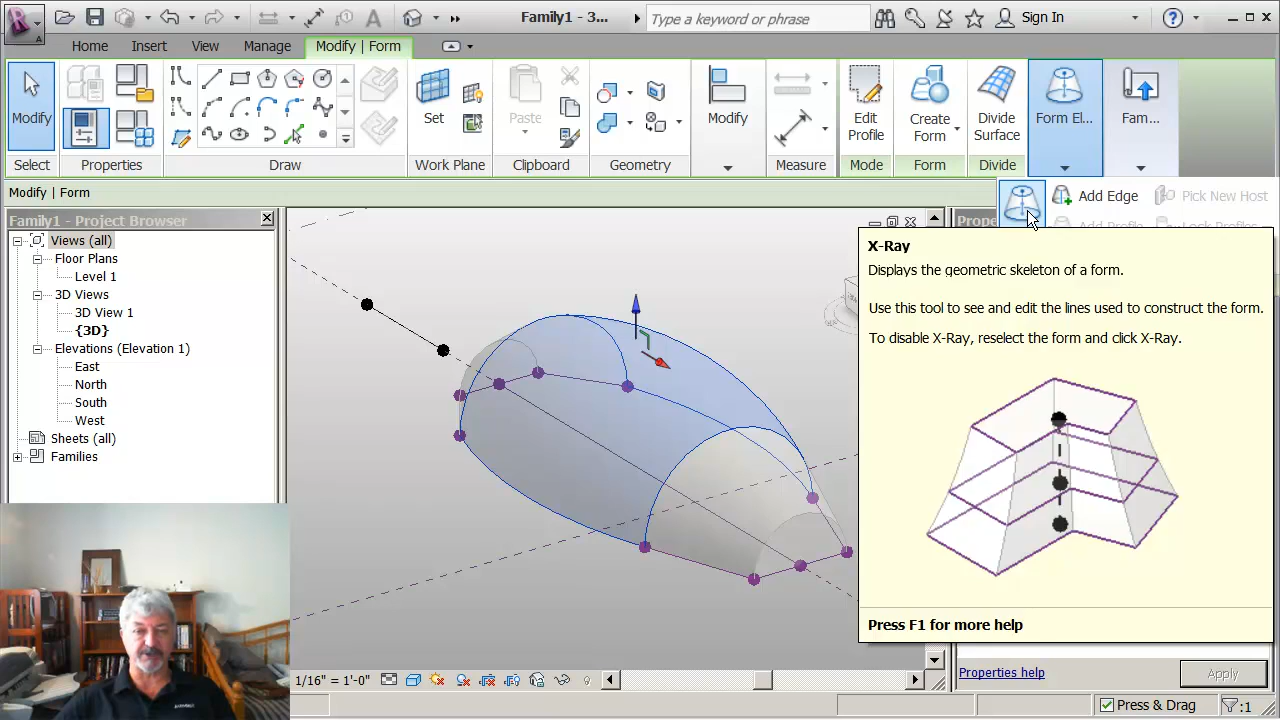 Family1 - 3...
Type a keyword or phrase
Sign In
Home
Insert
View
Manage
Modify | Form
Modify
Set
Paste
Modify
Edit Profile
Create Form
Divide Surface
Form El...
Fam...
Select
Properties
Draw
Work Plane
Clipboard
Geometry
Measure
Mode
Form
Divide
Modify | Form
Add Edge
Pick New Host
Add Profile
Lock Profiles
Family1 - Project Browser
Views (all)
Floor Plans
Level 1
3D Views
3D View 1
{3D}
Elevations (Elevation 1)
East
North
South
West
Sheets (all)
Families
X-Ray
Displays the geometric skeleton of a form.
Use this tool to see and edit the lines used to construct the form.
To disable X-Ray, reselect the form and click X-Ray.
Press F1 for more help
1/16" = 1'-0"
Properties help
Apply
Press & Drag
:1